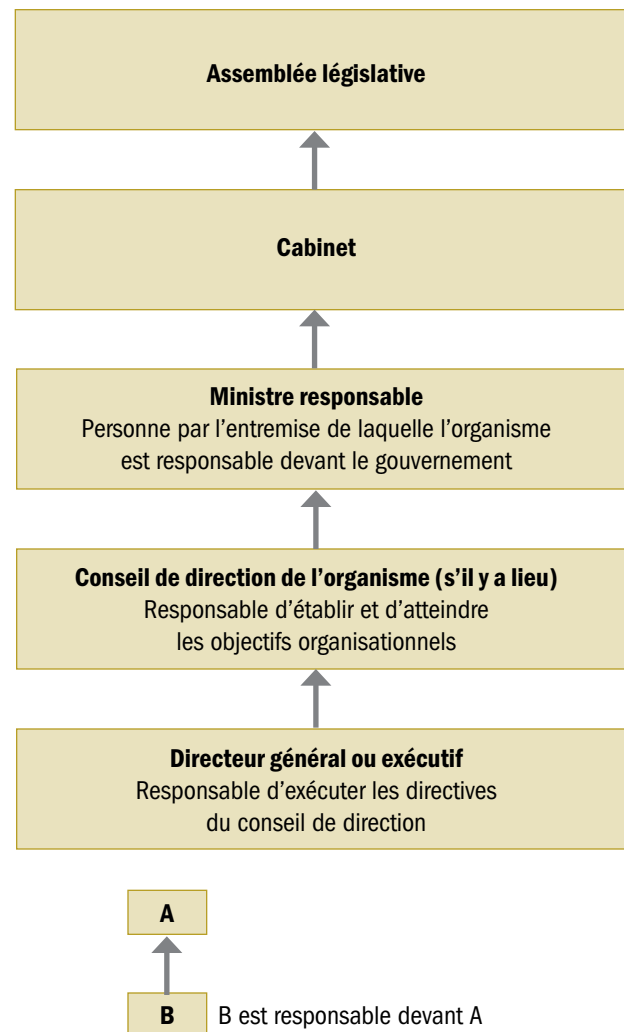 Assemblée législative
Cabinet
Ministre responsable
Personne par l'entremise de laquelle l'organisme
est responsable devant le gouvernement
Conseil de direction de l'organisme (s'il y a lieu)
Responsable d'établir et d'atteindre
les objectifs organisationnels
Directeur général ou exécutif
Responsable d'exécuter les directives
du conseil de direction
A
B B est responsable devant A